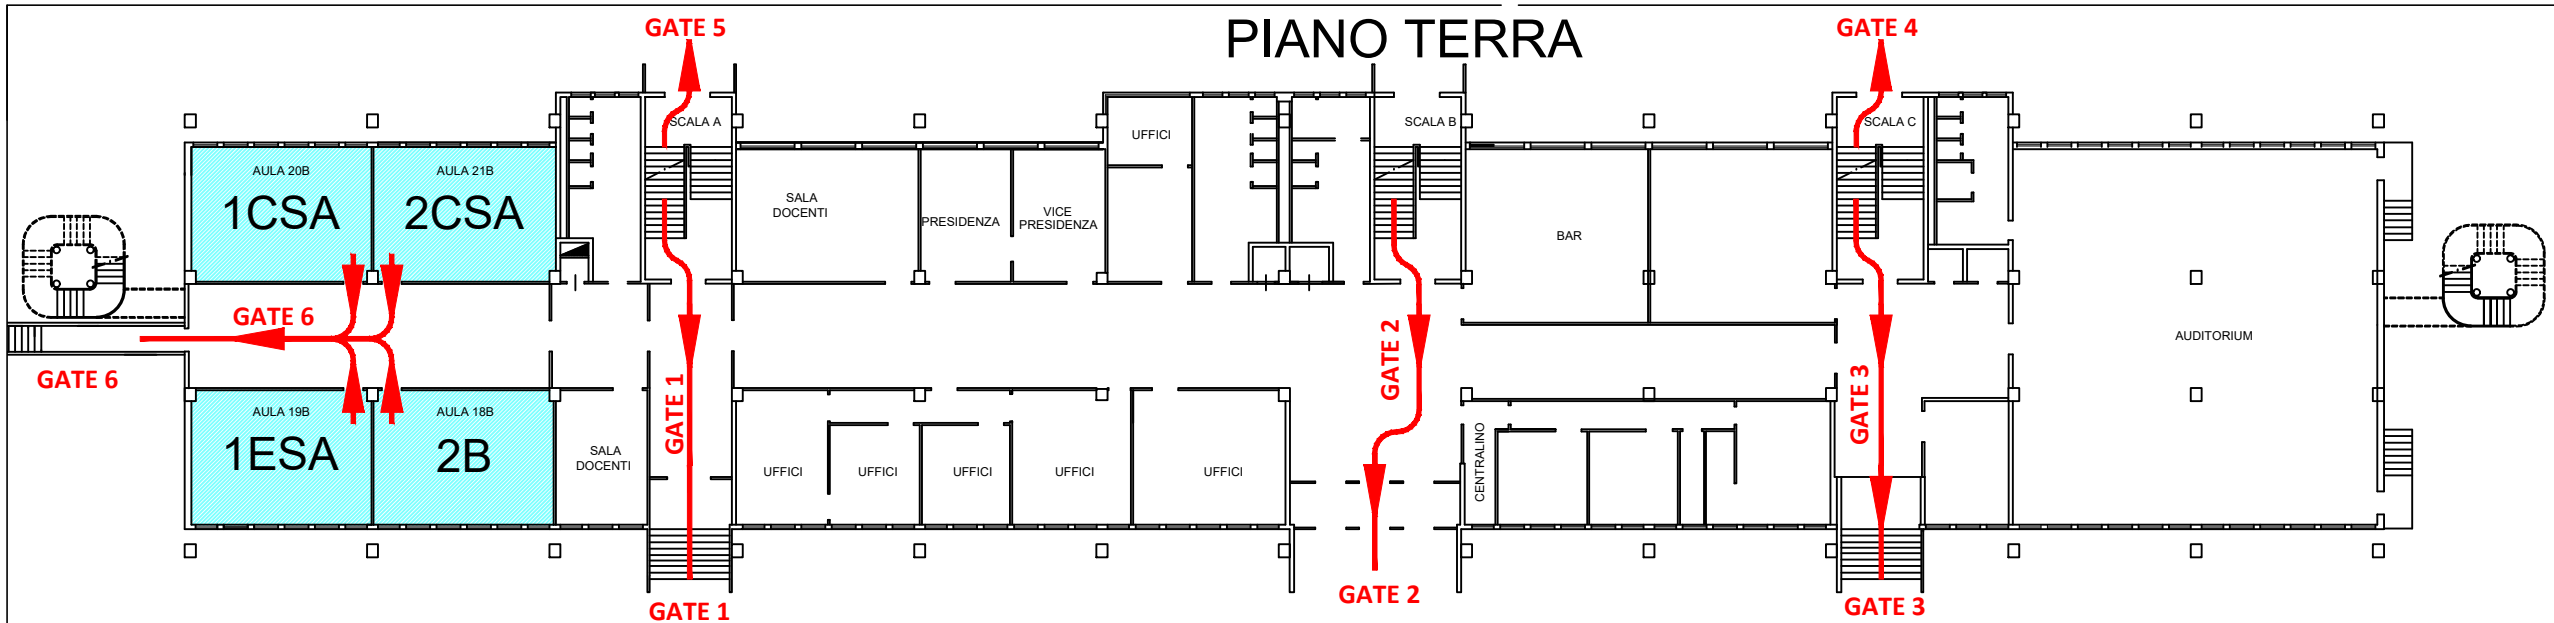 PIANO TERRA
GATE 5
GATE 4
SCALA A
SCALA B
SCALA C
UFFICI
AULA 20B
1CSA
AULA 21B
2CSA
SALA
DOCENTI
PRESIDENZA
VICE
PRESIDENZA
BAR
GATE 6
GATE 6
GATE 1
GATE 2
GATE 3
AUDITORIUM
AULA 19B
1ESA
AULA 18B
2B
SALA
DOCENTI
UFFICI
UFFICI
UFFICI
UFFICI
UFFICI
CENTRALINO
GATE 1
GATE 2
GATE 3